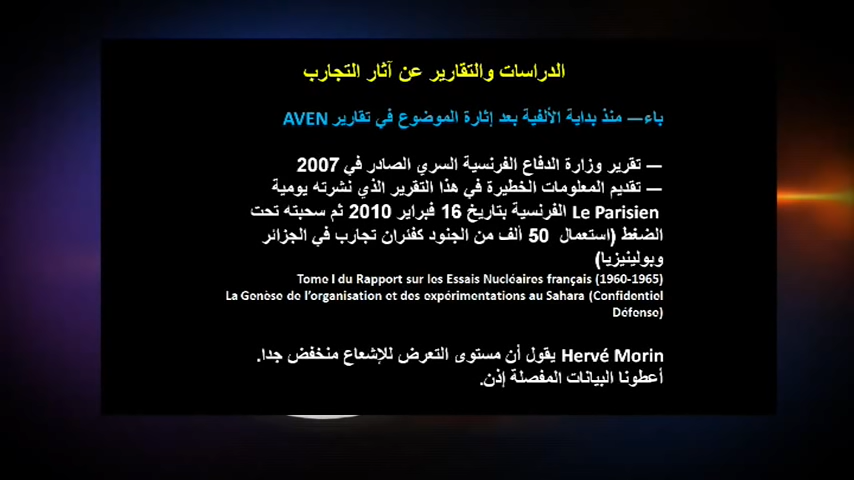 الدراسات والتقارير عن آثار التجارب
باء— منذ بداية الألفية بعد إثارة الموضوع في تقارير AVEN
— تقرير وزارة الدفاع الفرنسية السري الصادر في 2007
— تقديم المعلومات الخطيرة في هذا التقرير الذي نشرته يومية
Le Parisien الفرنسية بتاريخ 16 فبراير 2010 ثم سحبته تحت
الضغط (استعمال 50 ألف من الجنود كفئران تجارب في الجزائر
وبولينيزيا)
Tome I du Rapport sur les Essais Nucléaires français (1960-1965)
La Genèse de l'organisation et des expérimentations au Sahara (Confidentiel
Défense)
Hervé Morin يقول أن مستوى التعرض للإشعاع منخفض جدا.
أعطونا البيانات المفصلة إذن.